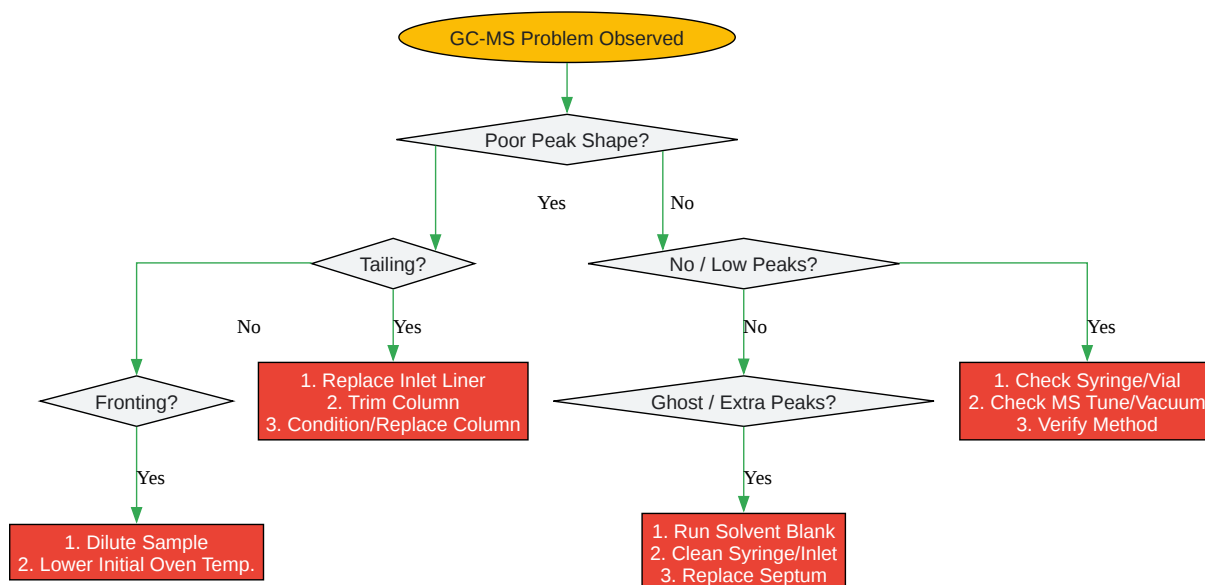 GC-MS Problem Observed
Poor Peak Shape?
Yes
No
Tailing?
No / Low Peaks?
No
Yes
No
Yes
1. Replace Inlet Liner
2. Trim Column
3. Condition/Replace Column
1. Check Syringe/Vial
2. Check MS Tune/Vacuum
3. Verify Method
Fronting?
Ghost / Extra Peaks?
Yes
Yes
1. Dilute Sample
2. Lower Initial Oven Temp.
1. Run Solvent Blank
2. Clean Syringe/Inlet
3. Replace Septum